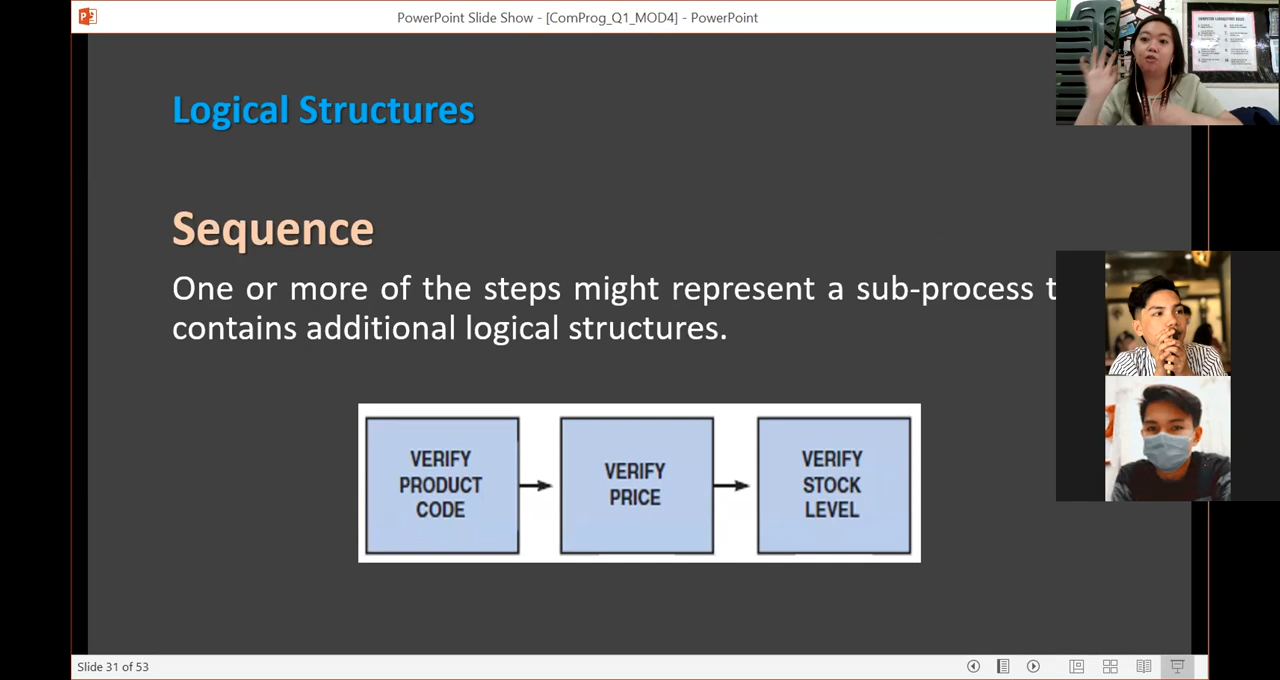 PowerPoint Slide Show - [ComProg_Q1_MOD4] - PowerPoint
Logical Structures
Sequence
One or more of the steps might represent a sub-process t
contains additional logical structures.
VERIFY
PRODUCT
CODE
VERIFY
PRICE
VERIFY
STOCK
LEVEL
Slide 31 of 53